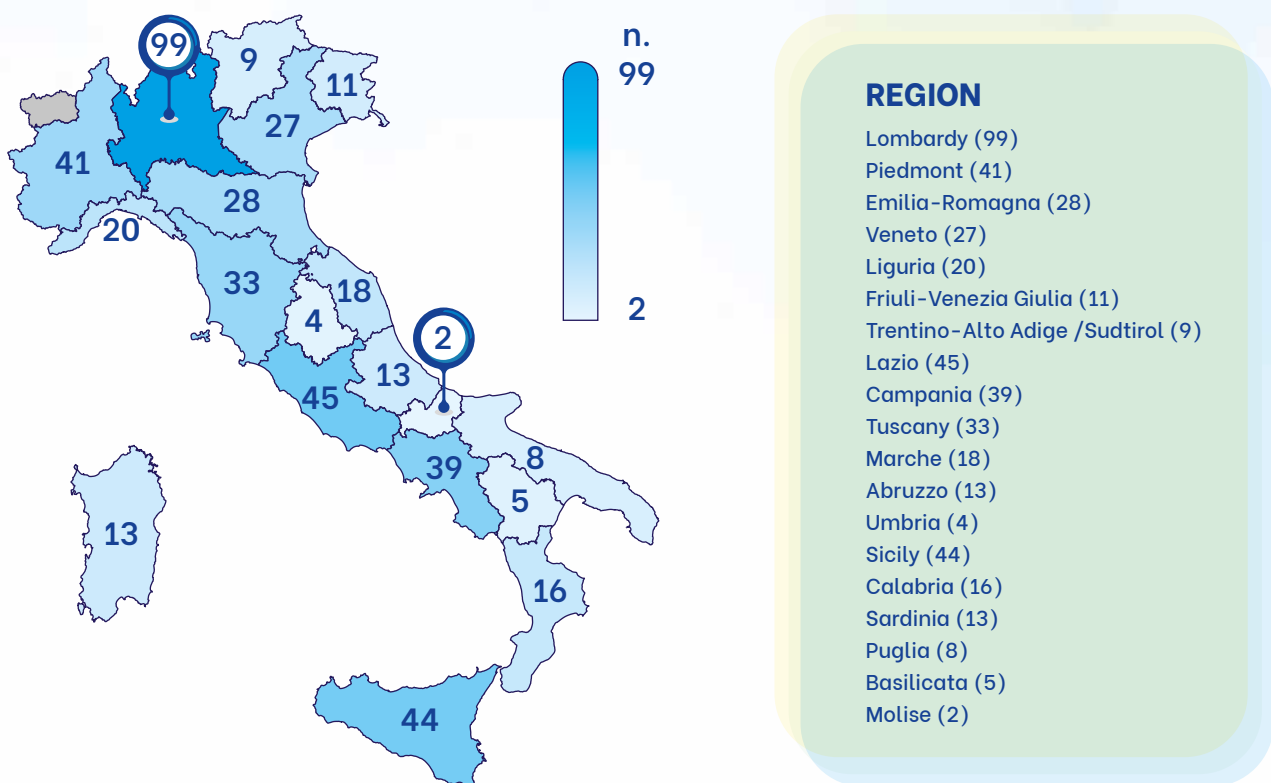 99
9
11
27
41
28
20
33
18
4
2
13
45
39
8
5
13
16
44
n.
99
2
REGION
Lombardy (99)
Piedmont (41)
Emilia-Romagna (28)
Veneto (27)
Liguria (20)
Friuli-Venezia Giulia (11)
Trentino-Alto Adige /Sudtirol (9)
Lazio (45)
Campania (39)
Tuscany (33)
Marche (18)
Abruzzo (13)
Umbria (4)
Sicily (44)
Calabria (16)
Sardinia (13)
Puglia (8)
Basilicata (5)
Molise (2)